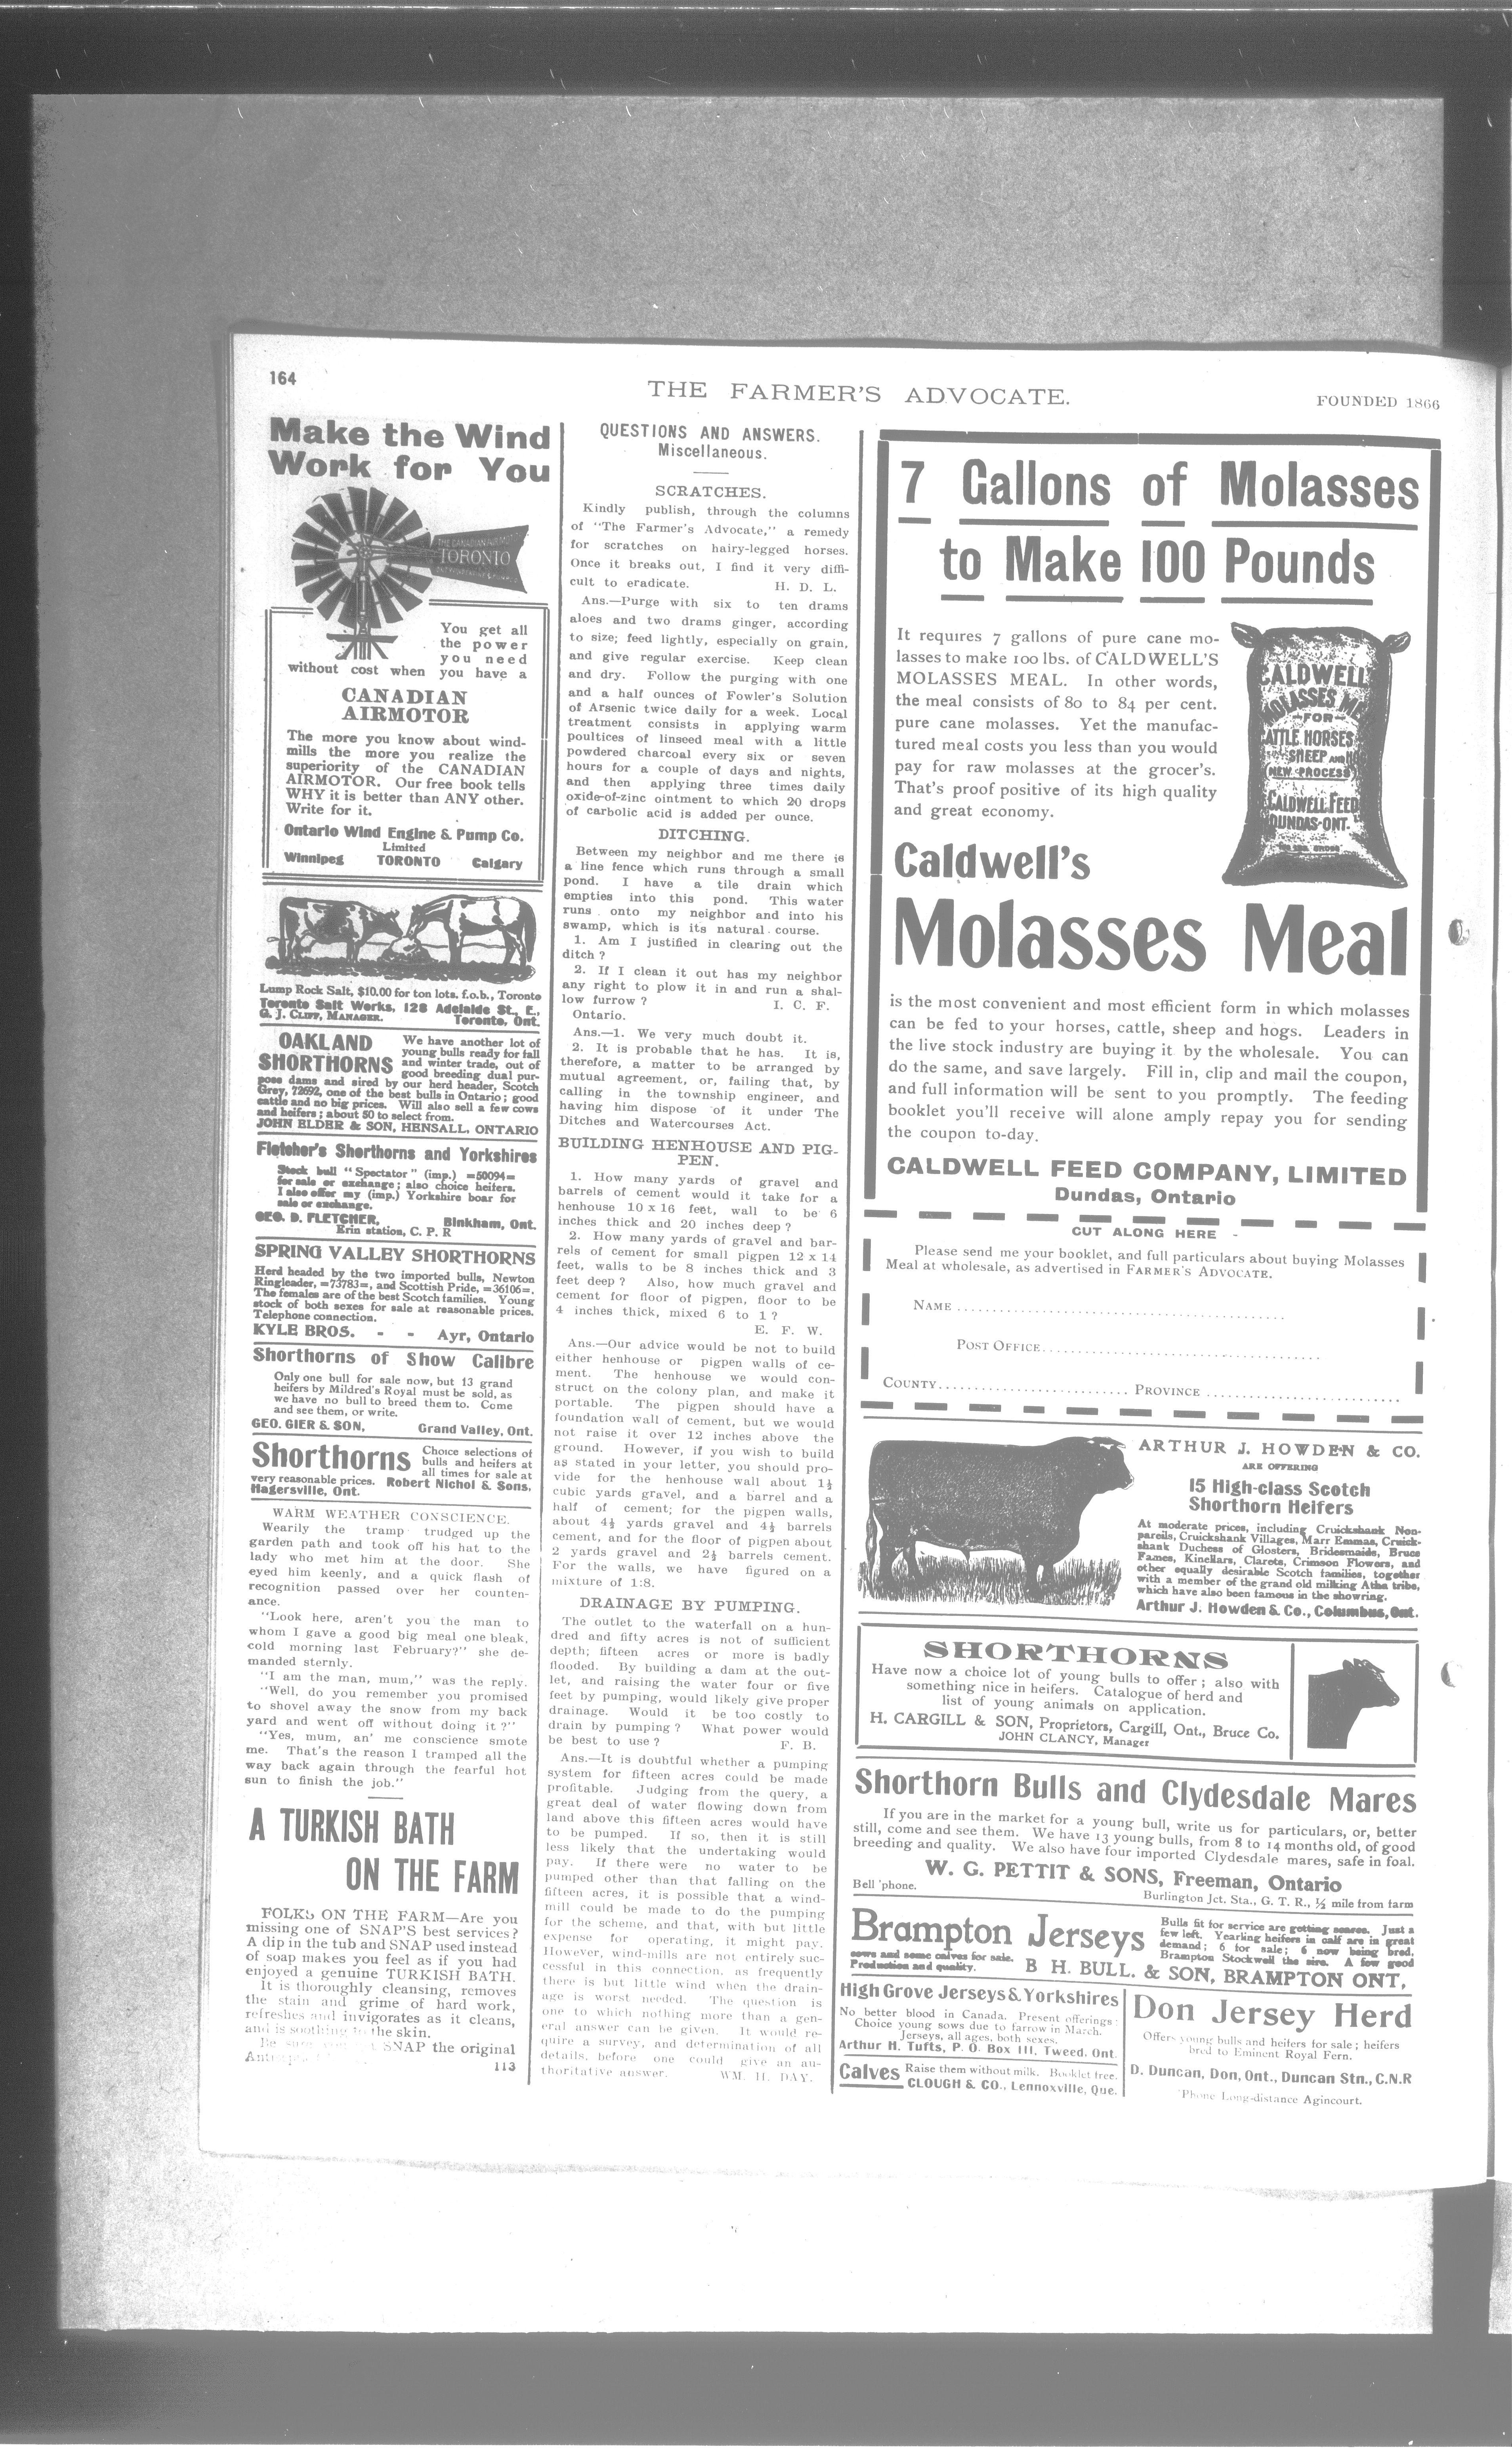 164
THE FARMER'S ADVOCATE.
FOUNDED 1866
Make the Wind
Work for You
TORONTO
You get all
the power
you need
without cost when you have a
CANADIAN
AIRMOTOR
The more you know about wind-
mills the more you realize the
superiority of the CANADIAN
AIRMOTOR. Our free book tells
WHY it is better than ANY other.
Write for it.
Ontario Wind Engine & Pump Co.
Limited
Winnipeg TORONTO Calgary
Lump Rock Salt, $10.00 for ton lots, f.o.b., Toronto
Toronto Salt Works, 128 Adelaide St., E.,
G. J. CLIFF, MANAGER. Toronto, Ont.
OAKLAND
SHORTHORNS
We have another lot of
young bulls ready for fall
and winter trade, out of
good breeding dual pur-
pose dams and sired by our herd header, Scotch
Grey, 72692, one of the best bulls in Ontario; good
cattle and no big prices. Will also sell a few cows
and heifers; about 50 to select from.
JOHN ELDER & SON, HENSALL, ONTARIO
Fletcher's Shorthorns and Yorkshires
Stock bull "Spectator" (imp.) =50094=
for sale or exchange; also choice heifers.
I also offer my (imp.) Yorkshire boar for
sale or exchange.
GEO. D. FLETCHER, Binkham, Ont.
Erin station, C. P. R
SPRING VALLEY SHORTHORNS
Herd headed by the two imported bulls, Newton
Ringleader, =73783=, and Scottish Pride, =36106=.
The females are of the best Scotch families. Young
stock of both sexes for sale at reasonable prices.
Telephone connection.
KYLE BROS. - - Ayr, Ontario
Shorthorns of Show Calibre
Only one bull for sale now, but 13 grand
heifers by Mildred's Royal must be sold, as
we have no bull to breed them to. Come
and see them, or write.
GEO. GIER & SON, Grand Valley, Ont.
Shorthorns
Choice selections of
bulls and heifers at
all times for sale at
very reasonable prices. Robert Nichol & Sons,
Hagersville, Ont.
WARM WEATHER CONSCIENCE.
Wearily the tramp trudged up the
garden path and took off his hat to the
lady who met him at the door. She
eyed him keenly, and a quick flash of
recognition passed over her counten-
ance.
"Look here, aren't you the man to
whom I gave a good big meal one bleak,
cold morning last February?" she de-
manded sternly.
"I am the man, mum," was the reply.
"Well, do you remember you promised
to shovel away the snow from my back
yard and went off without doing it?"
"Yes, mum, an' me conscience smote
me. That's the reason I tramped all the
way back again through the fearful hot
sun to finish the job."
A TURKISH BATH
ON THE FARM
FOLKS ON THE FARM—Are you
missing one of SNAP'S best services?
A dip in the tub and SNAP used instead
of soap makes you feel as if you had
enjoyed a genuine TURKISH BATH.
It is thoroughly cleansing, removes
the stain and grime of hard work,
refreshes and invigorates as it cleans,
and is soothing to the skin.
SNAP the original
113
QUESTIONS AND ANSWERS.
Miscellaneous.
SCRATCHES.
Kindly publish, through the columns
of "The Farmer's Advocate," a remedy
for scratches on hairy-legged horses.
Once it breaks out, I find it very diffi-
cult to eradicate. H. D. L.
Ans.—Purge with six to ten drams
aloes and two drams ginger, according
to size; feed lightly, especially on grain,
and give regular exercise. Keep clean
and dry. Follow the purging with one
and a half ounces of Fowler's Solution
of Arsenic twice daily for a week. Local
treatment consists in applying warm
poultices of linseed meal with a little
powdered charcoal every six or seven
hours for a couple of days and nights,
and then applying three times daily
oxide-of-zinc ointment to which 20 drops
of carbolic acid is added per ounce.
DITCHING.
Between my neighbor and me there is
a line fence which runs through a small
pond. I have a tile drain which
empties into this pond. This water
runs onto my neighbor and into his
swamp, which is its natural course.
1. Am I justified in clearing out the
ditch?
2. If I clean it out has my neighbor
any right to plow it in and run a shal-
low furrow? I. C. F.
Ontario.
Ans.—1. We very much doubt it.
2. It is probable that he has. It is,
therefore, a matter to be arranged by
mutual agreement, or, failing that, by
calling in the township engineer, and
having him dispose of it under The
Ditches and Watercourses Act.
BUILDING HENHOUSE AND PIG-
PEN.
1. How many yards of gravel and
barrels of cement would it take for a
henhouse 10 x 16 feet, wall to be 6
inches thick and 20 inches deep?
2. How many yards of gravel and bar-
rels of cement for small pigpen 12 x 14
feet, walls to be 8 inches thick and 3
feet deep? Also, how much gravel and
cement for floor of pigpen, floor to be
4 inches thick, mixed 6 to 1?
E. F. W.
Ans.—Our advice would be not to build
either henhouse or pigpen walls of ce-
ment. The henhouse we would con-
struct on the colony plan, and make it
portable. The pigpen should have a
foundation wall of cement, but we would
not raise it over 12 inches above the
ground. However, if you wish to build
as stated in your letter, you should pro-
vide for the henhouse wall about 1½
cubic yards gravel, and a barrel and a
half of cement; for the pigpen walls,
about 4½ yards gravel and 4½ barrels
cement, and for the floor of pigpen about
2 yards gravel and 2½ barrels cement.
For the walls, we have figured on a
mixture of 1:8.
DRAINAGE BY PUMPING.
The outlet to the waterfall on a hun-
dred and fifty acres is not of sufficient
depth; fifteen acres or more is badly
flooded. By building a dam at the out-
let, and raising the water four or five
feet by pumping, would likely give proper
drainage. Would it be too costly to
drain by pumping? What power would
be best to use? F. B.
Ans.—It is doubtful whether a pumping
system for fifteen acres could be made
profitable. Judging from the query, a
great deal of water flowing down from
land above this fifteen acres would have
to be pumped. If so, then it is still
less likely that the undertaking would
pay. If there were no water to be
pumped other than that falling on the
fifteen acres, it is possible that a wind-
mill could be made to do the pumping
for the scheme, and that, with but little
expense for operating, it might pay.
However, wind-mills are not entirely suc-
cessful in this connection, as frequently
there is but little wind when the drain-
age is worst needed. The question is
one to which nothing more than a gen-
eral answer can be given. It would re-
quire a survey, and determination of all
details, before one could give an au-
thoritative answer. WM. H. DAY.
7 Gallons of Molasses
to Make 100 Pounds
It requires 7 gallons of pure cane mo-
lasses to make 100 lbs. of CALDWELL'S
MOLASSES MEAL. In other words,
the meal consists of 80 to 84 per cent.
pure cane molasses. Yet the manufac-
tured meal costs you less than you would
pay for raw molasses at the grocer's.
That's proof positive of its high quality
and great economy.
CALDWELL
MOLASSES ME
FOR
CATTLE HORSES
SHEEP AND HO
(NEW PROCESS)
CALDWELL FEED
DUNDAS-ONT.
Caldwell's
Molasses Meal
is the most convenient and most efficient form in which molasses
can be fed to your horses, cattle, sheep and hogs. Leaders in
the live stock industry are buying it by the wholesale. You can
do the same, and save largely. Fill in, clip and mail the coupon,
and full information will be sent to you promptly. The feeding
booklet you'll receive will alone amply repay you for sending
the coupon to-day.
CALDWELL FEED COMPANY, LIMITED
Dundas, Ontario
CUT ALONG HERE -
Please send me your booklet, and full particulars about buying Molasses
Meal at wholesale, as advertised in FARMER'S ADVOCATE.
NAME
POST OFFICE
COUNTY PROVINCE
ARTHUR J. HOWDEN & CO.
ARE OFFERING
15 High-class Scotch
Shorthorn Heifers
At moderate prices, including Cruickshank Non-
pareils, Cruickshank Villages, Marr Emmas, Cruick-
shank Duchess of Glosters, Bridesmaids, Bruce
Fames, Kinellars, Clarets, Crimson Flowers, and
other equally desirable Scotch families, together
with a member of the grand old milking Atha tribe,
which have also been famous in the showring.
Arthur J. Howden & Co., Columbus, Ont.
SHORTHORNS
Have now a choice lot of young bulls to offer; also with
something nice in heifers. Catalogue of herd and
list of young animals on application.
H. CARGILL & SON, Proprietors, Cargill, Ont., Bruce Co.
JOHN CLANCY, Manager
Shorthorn Bulls and Clydesdale Mares
If you are in the market for a young bull, write us for particulars, or, better
still, come and see them. We have 13 young bulls, from 8 to 14 months old, of good
breeding and quality. We also have four imported Clydesdale mares, safe in foal.
W. G. PETTIT & SONS, Freeman, Ontario
Bell 'phone. Burlington Jct. Sta., G. T. R., ½ mile from farm
Brampton Jerseys
Bulls fit for service are getting scarce. Just a
few left. Yearling heifers in calf are in great
demand; 6 for sale; 6 now being bred.
Brampton Stockwell the sire. A few good
cows and some calves for sale.
Production and quality. B H. BULL. & SON, BRAMPTON ONT,
High Grove Jerseys & Yorkshires
No better blood in Canada. Present offerings:
Choice young sows due to farrow in March.
Jerseys, all ages, both sexes.
Arthur H. Tufts, P. O. Box 111, Tweed, Ont
Calves Raise them without milk. Booklet free.
CLOUGH & CO., Lennoxville, Que.
Don Jersey Herd
Offers young bulls and heifers for sale; heifers
bred to Eminent Royal Fern.
D. Duncan, Don, Ont., Duncan Stn., C.N.R
'Phone Long-distance Agincourt.